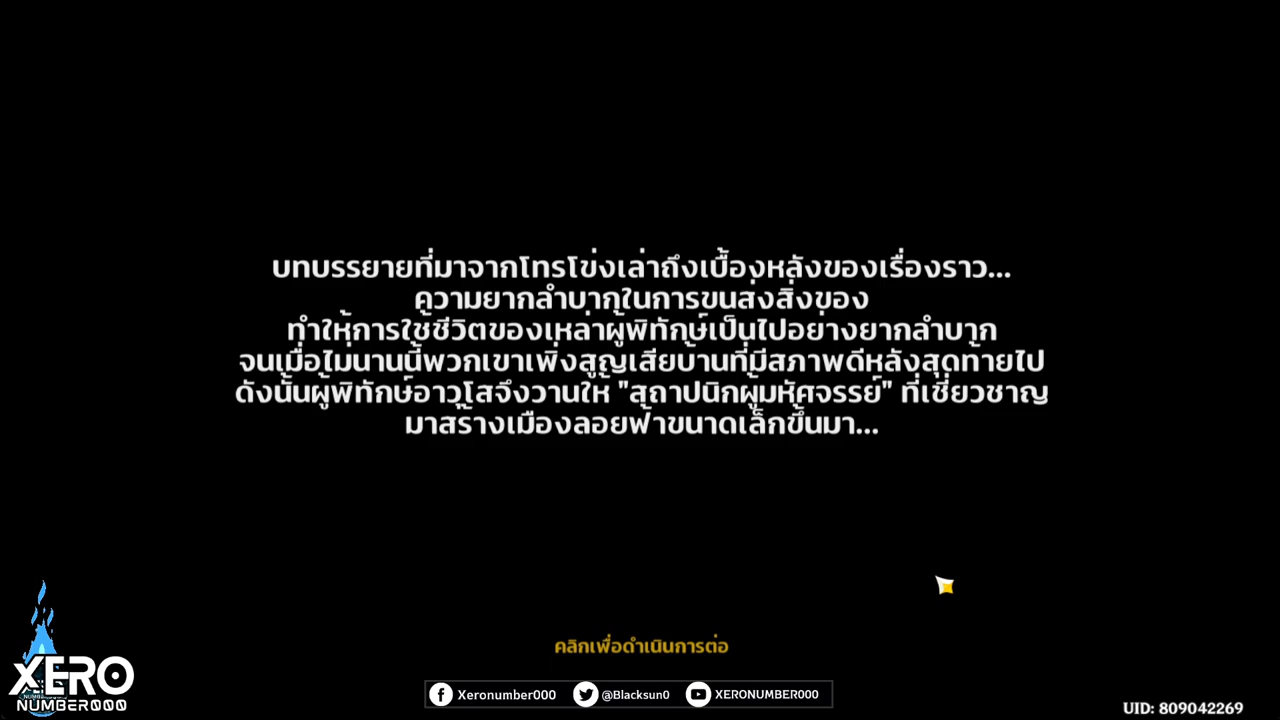 บทบรรยายที่มาจากโทรโข่งเล่าถึงเบื้องหลังของเรื่องราว...
ความยากลำบากในการขนส่งสิ่งของ
ทำให้การใช้ชีวิตของเหล่าผู้พิทักษ์เป็นไปอย่างยากลำบาก
จนเมื่อไม่นานนี้พวกเขาเพิ่งสูญเสียบ้านที่มีสภาพดีหลังสุดท้ายไป
ดังนั้นผู้พิทักษ์อาวุโสจึงวานให้ "สถาปนิกผู้มหัศจรรย์" ที่เชี่ยวชาญ
มาสร้างเมืองลอยฟ้าขนาดเล็กขึ้นมา...
คลิกเพื่อดำเนินการต่อ
XERO
NUMBER000
Xeronumber000 @Blacksun0 XERONUMBER000
UID: 809042269